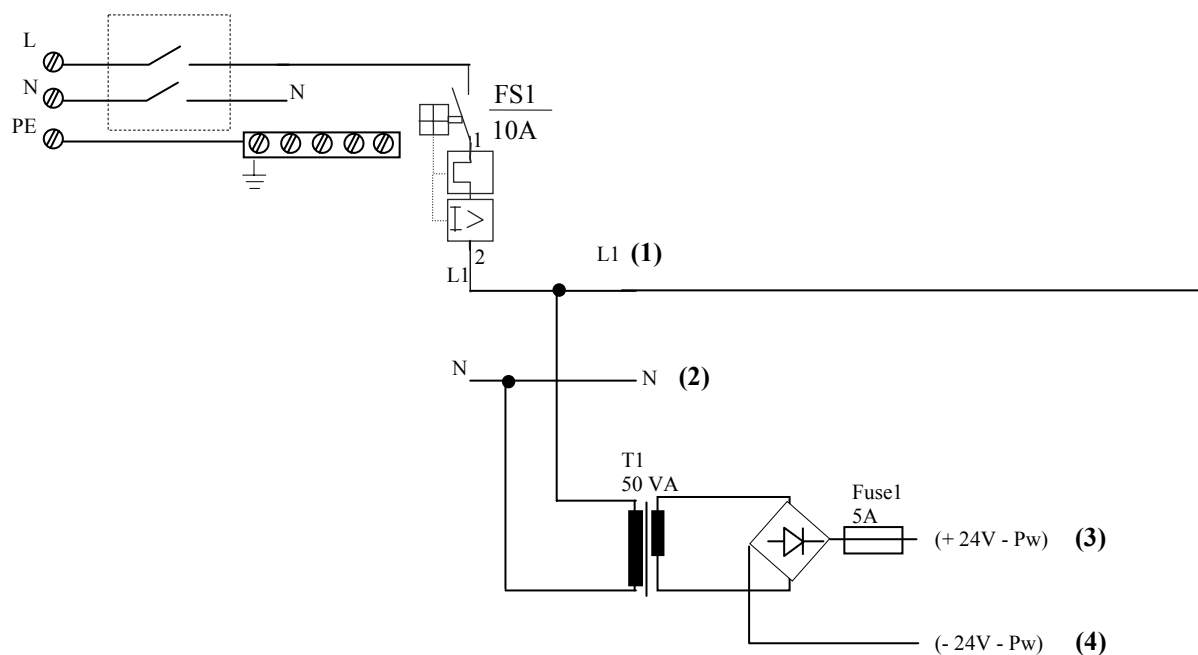 L
N
N
PE
FS1
10A
1
I >
2
L1
L1 (1)
N
N (2)
T1
50 VA
Fuse1
5A
(+ 24V - Pw) (3)
(- 24V - Pw) (4)